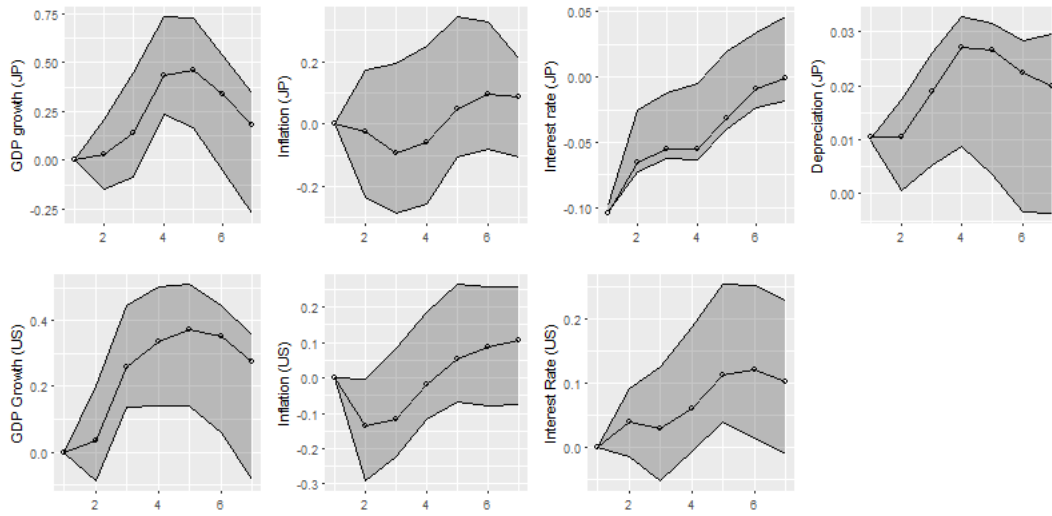 GDP growth (JP)
0.75
0.50
0.25
0.00
-0.25
2 4 6
Inflation (JP)
0.2
0.0
-0.2
2 4 6
Interest rate (JP)
0.05
0.00
-0.05
-0.10
2 4 6
Depreciation (JP)
0.03
0.02
0.01
0.00
2 4 6
GDP Growth (US)
0.4
0.2
0.0
2 4 6
Inflation (US)
0.2
0.1
0.0
-0.1
-0.2
-0.3
2 4 6
Interest Rate (US)
0.2
0.1
0.0
2 4 6